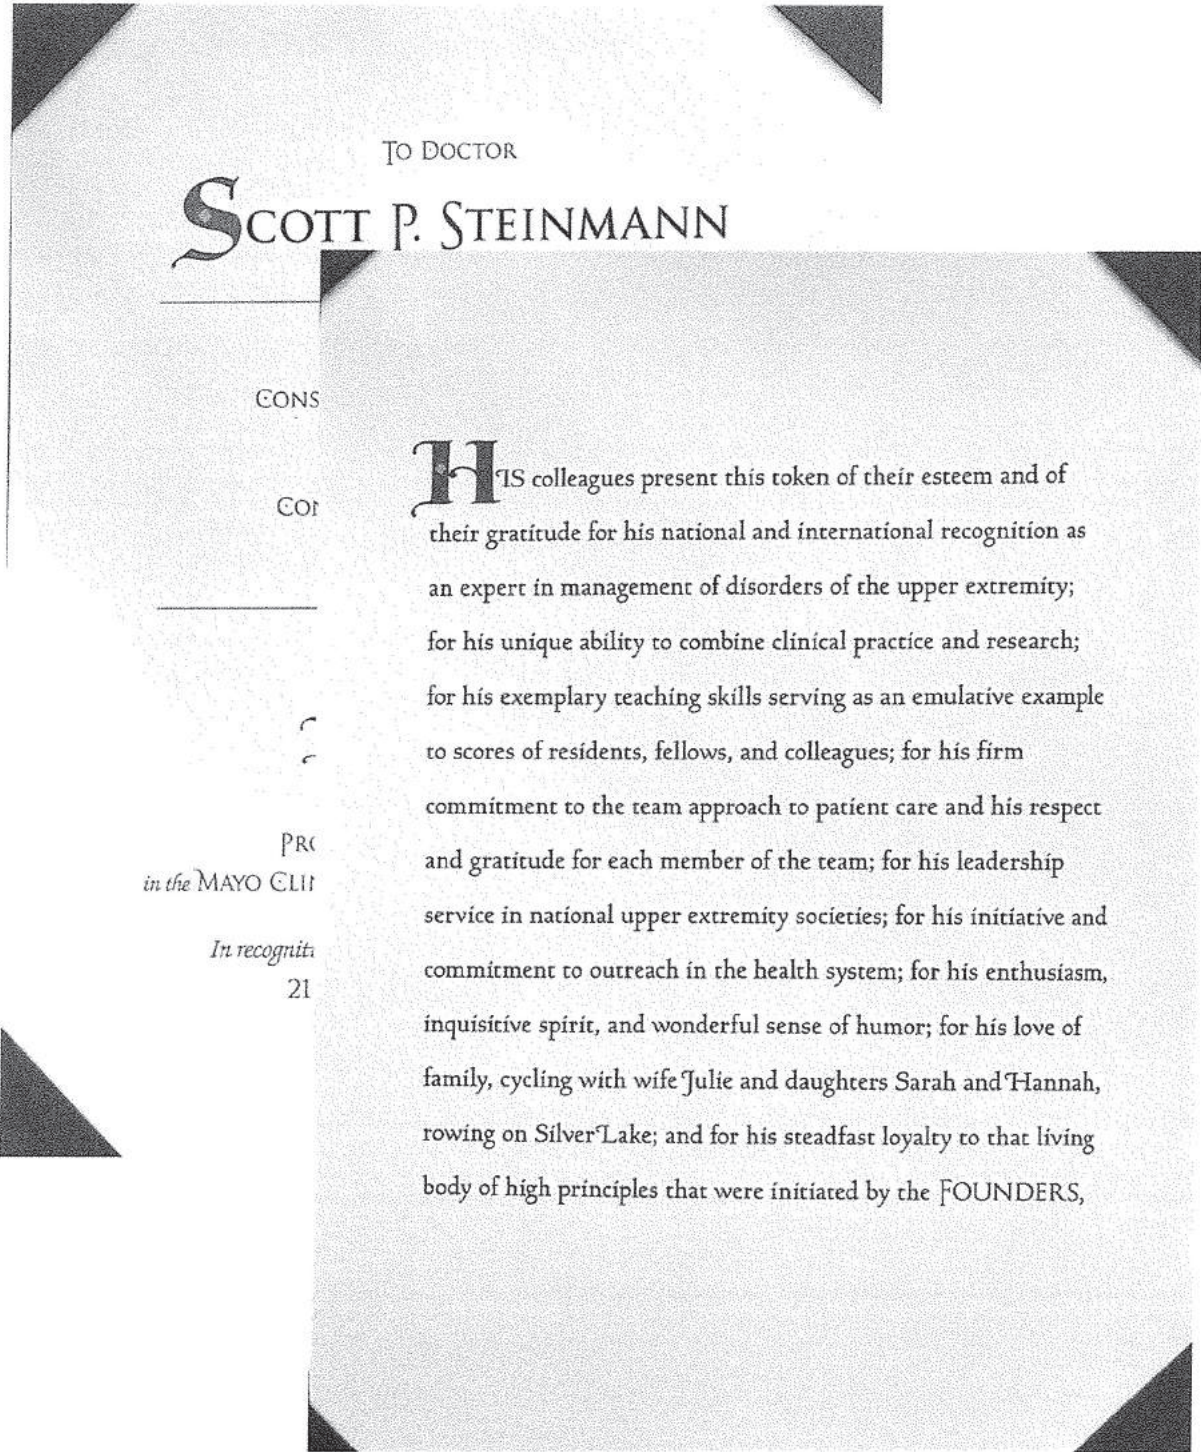 TO DOCTOR
SCOTT P. STEINMANN
CONS
PRO
in the MAYO CLI
In
21
HIS colleagues present this token of their esteem and of
their gratitude for his national and international recognition as
an expert in management of disorders of the upper extremity;
for his unique ability to combine clinical practice and research;
for his exemplary teaching skills serving as an emulative example
to scores of residents, fellows, and colleagues; for his firm
commitment to the team approach to patient care and his respect
and gratitude for each member of the team; for his leadership
service in national upper extremity societies; for his initiative and
commitment to outreach in the health system; for his enthusiasm,
inquisitive spirit, and wonderful sense of humor; for his love of
family, cycling with wife Julie and daughters Sarah and Hannah,
rowing on Silver Lake; and for his steadfast loyalty to that living
body of high principles that were initiated by the FOUNDERS,